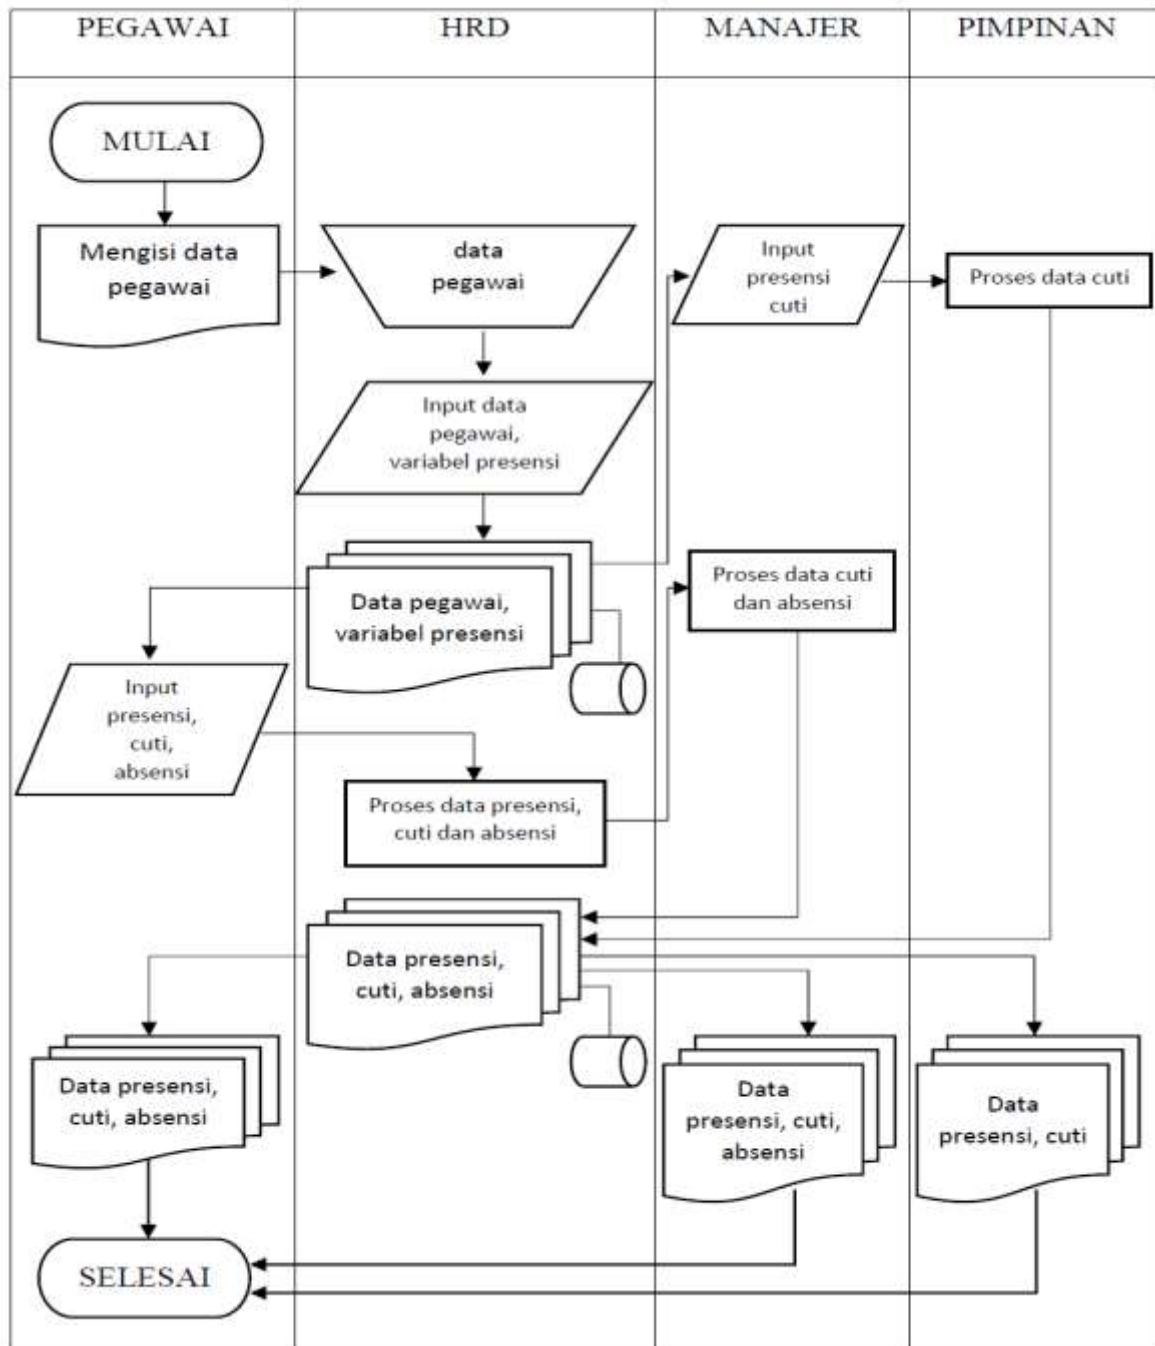 PEGAWAI
HRD
MANAJER
PIMPINAN
MULAI
Mengisi data
pegawai
data
pegawai
Input
presensi
cuti
Proses data cuti
Input data
pegawai,
variabel presensi
Data pegawai,
variabel presensi
Proses data cuti
dan absensi
Input
presensi,
cuti,
absensi
Proses data presensi,
cuti dan absensi
Data presensi,
cuti, absensi
Data presensi,
cuti, absensi
Data
presensi, cuti,
absensi
Data
presensi, cuti
SELESAI